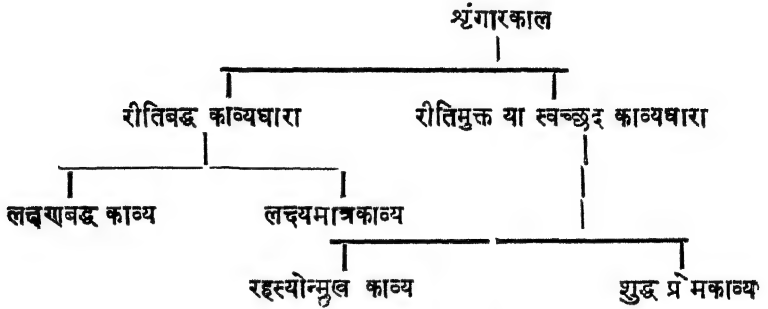 शृंगारकाल
रीतिबद्ध काव्यधारा रीतिमुक्त या स्वच्छंद काव्यधारा
लक्षणबद्ध काव्य लक्ष्यमात्रकाव्य
रहस्योन्मुख काव्य शुद्ध प्रेमकाव्य